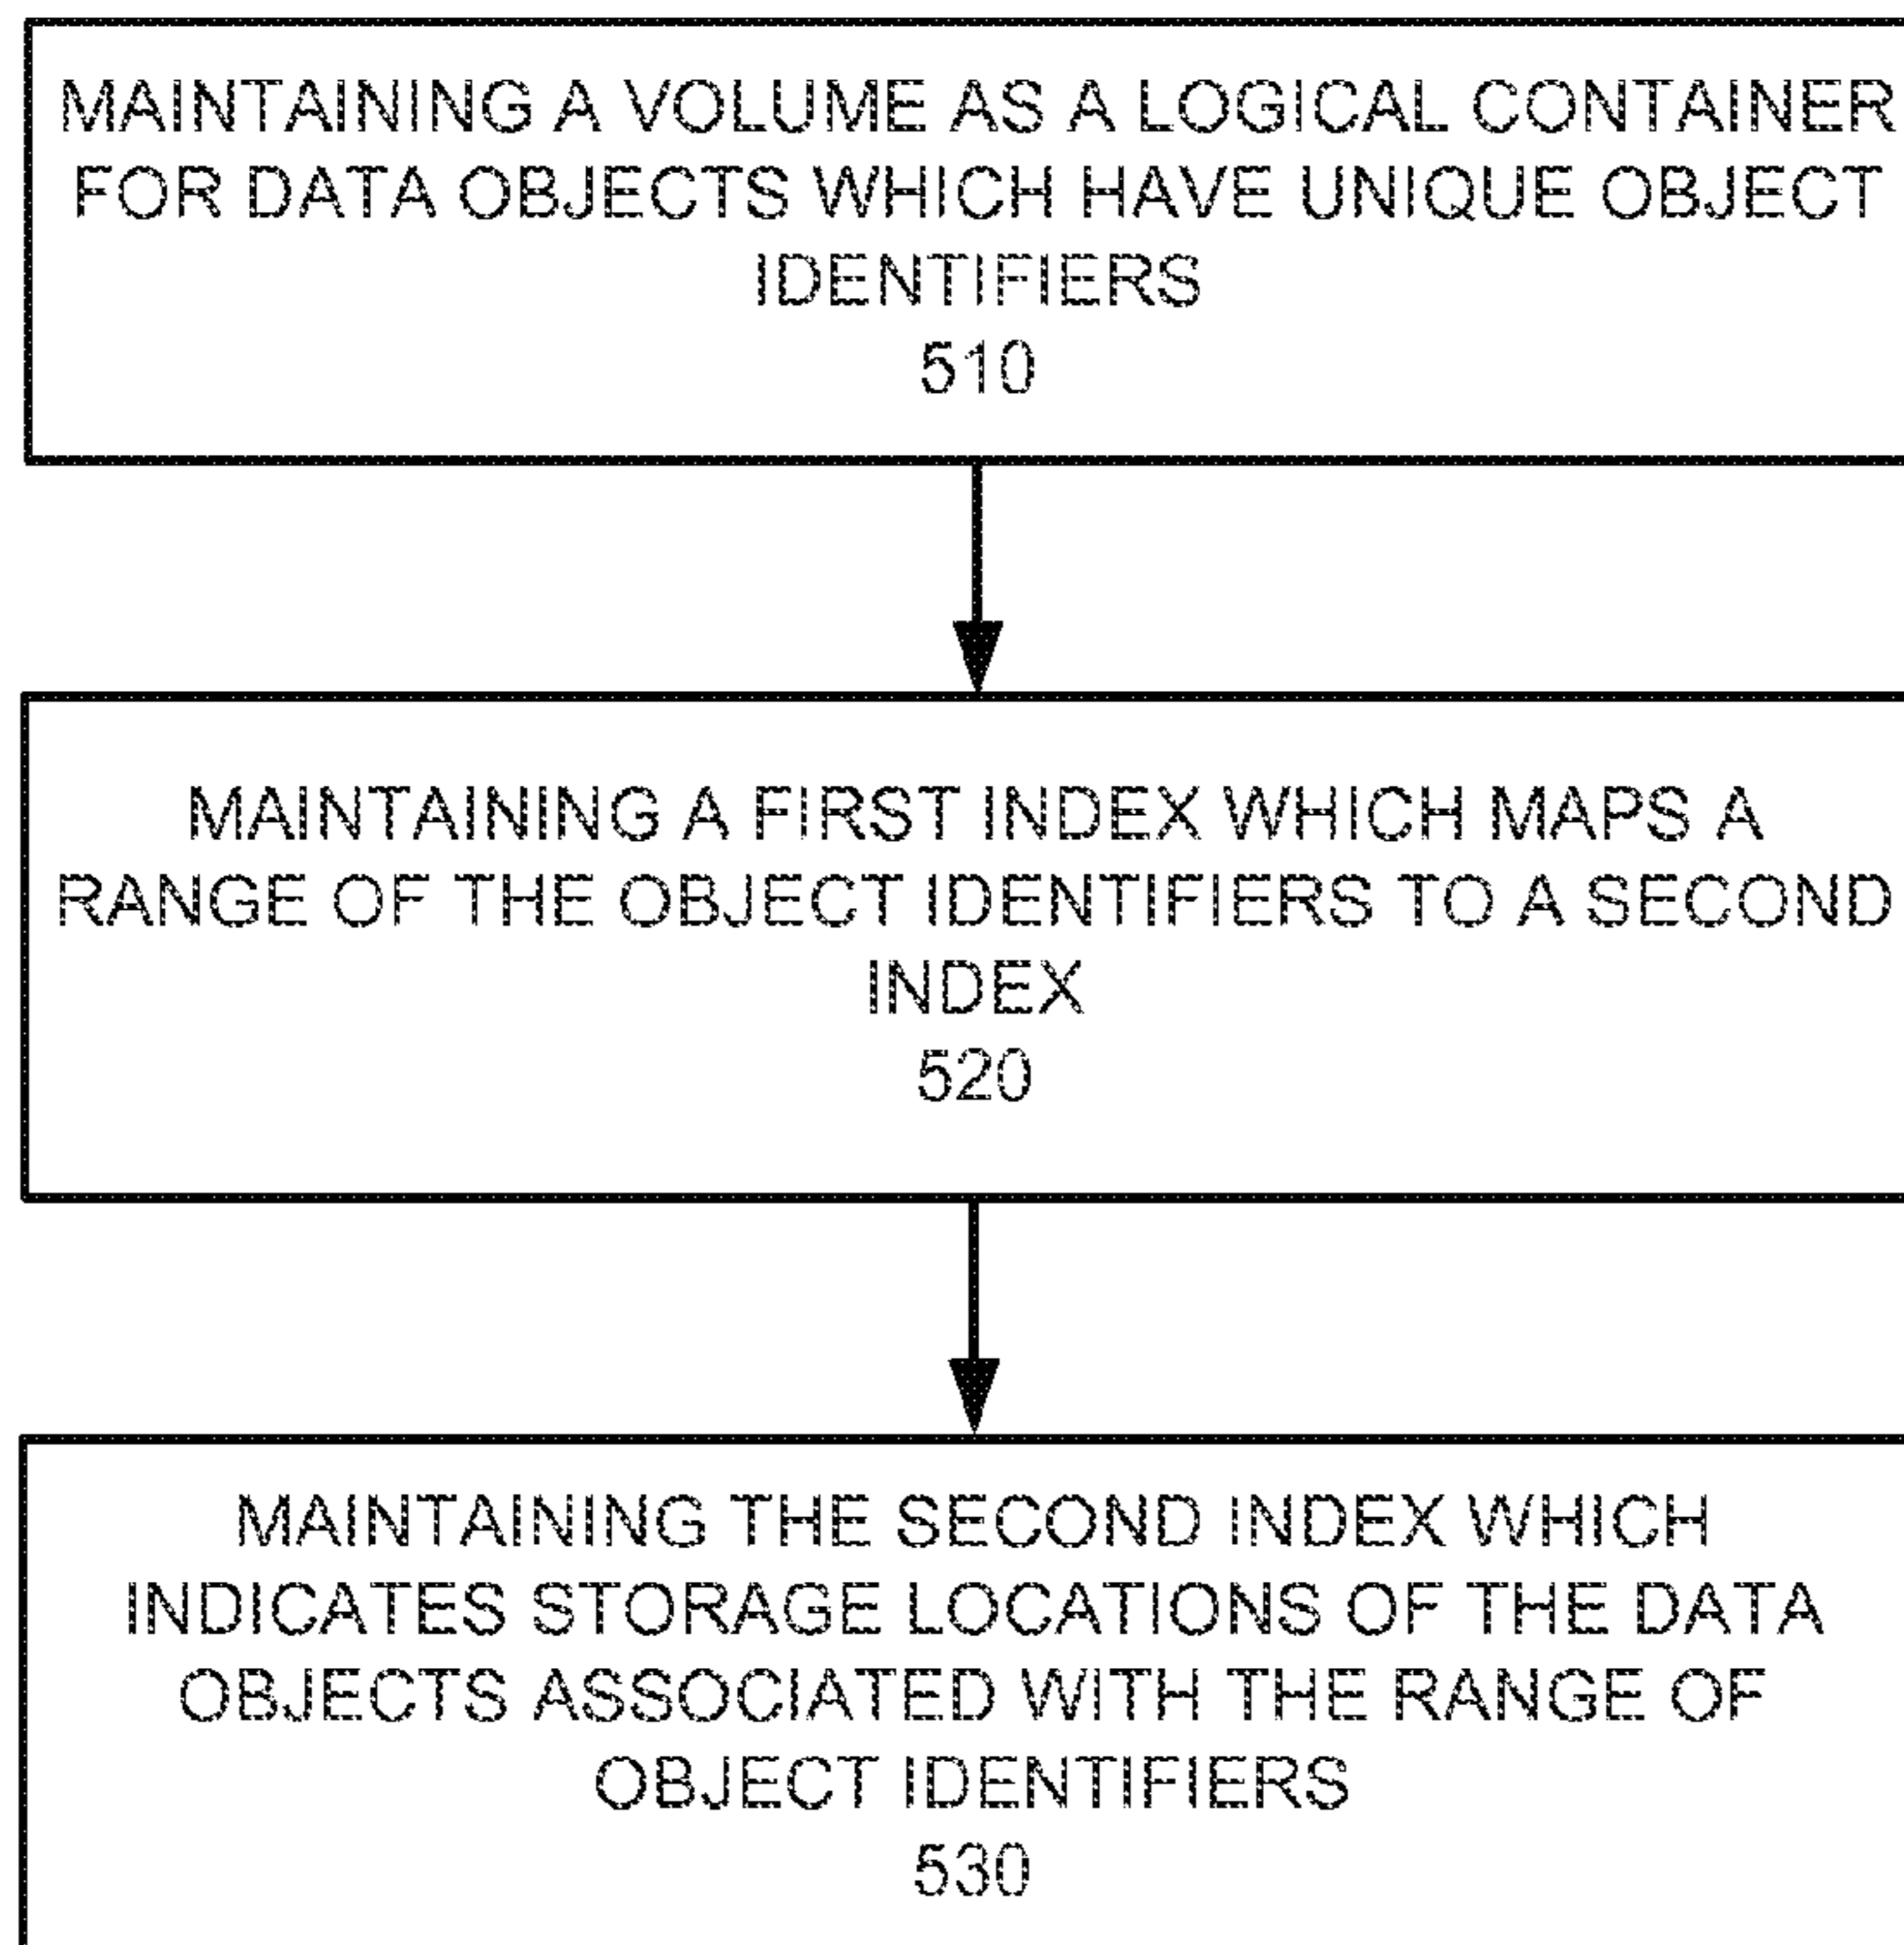 MAINTAINING A VOLUME AS A LOGICAL CONTAINER
FOR DATA OBJECTS WHICH HAVE UNIQUE OBJECT
IDENTIFIERS
510
MAINTAINING A FIRST INDEX WHICH MAPS A
RANGE OF THE OBJECT IDENTIFIERS TO A SECOND
INDEX
520
MAINTAINING THE SECOND INDEX WHICH
INDICATES STORAGE LOCATIONS OF THE DATA
OBJECTS ASSOCIATED WITH THE RANGE OF
OBJECT IDENTIFIERS
530